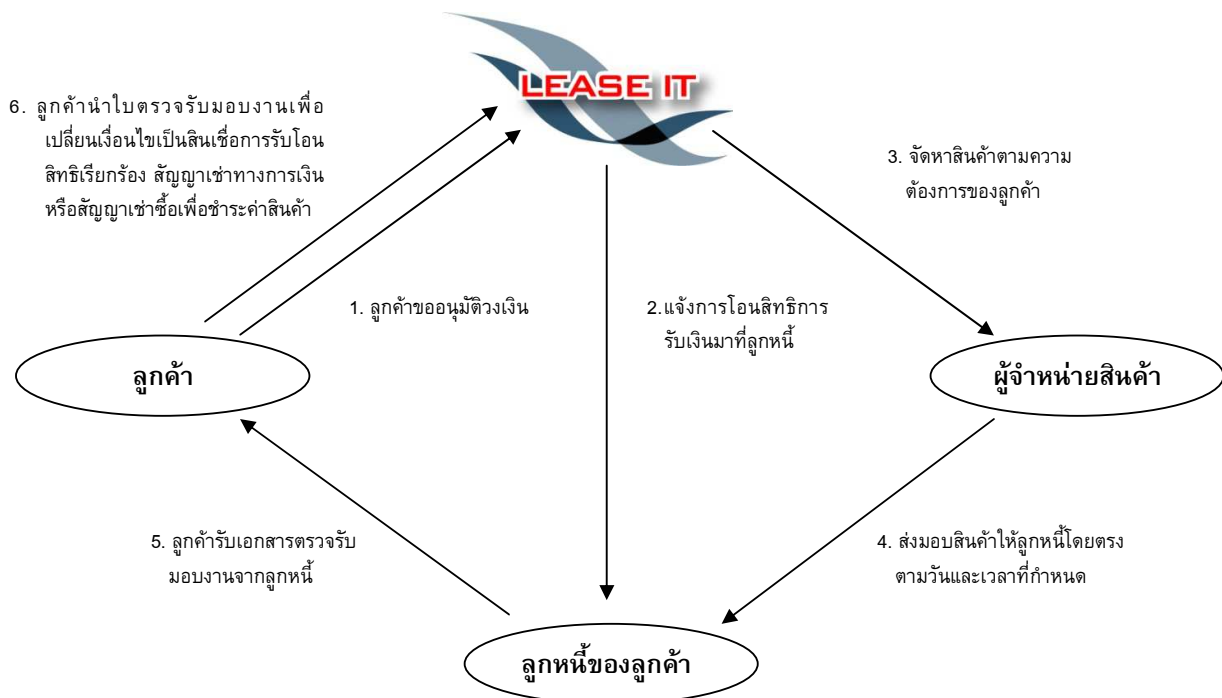 LEASE IT
6. ลูกค้านำใบตรวจรับมอบงานเพื่อ
เปลี่ยนเงื่อนไขเป็นสินเชื่อการรับโอน
สิทธิเรียกร้อง สัญญาเช่าทางการเงิน
หรือสัญญาเช่าซื้อเพื่อชำระค่าสินค้า
3. จัดหาสินค้าตามความ
ต้องการของลูกค้า
1. ลูกค้าขออนุมัติวงเงิน
2.แจ้งการโอนสิทธิการ
รับเงินมาที่ลูกหนี้
ลูกค้า
ผู้จำหน่ายสินค้า
5. ลูกค้ารับเอกสารตรวจรับ
มอบงานจากลูกหนี้
4. ส่งมอบสินค้าให้ลูกหนี้โดยตรง
ตามวันและเวลาที่กำหนด
ลูกหนี้ของลูกค้า